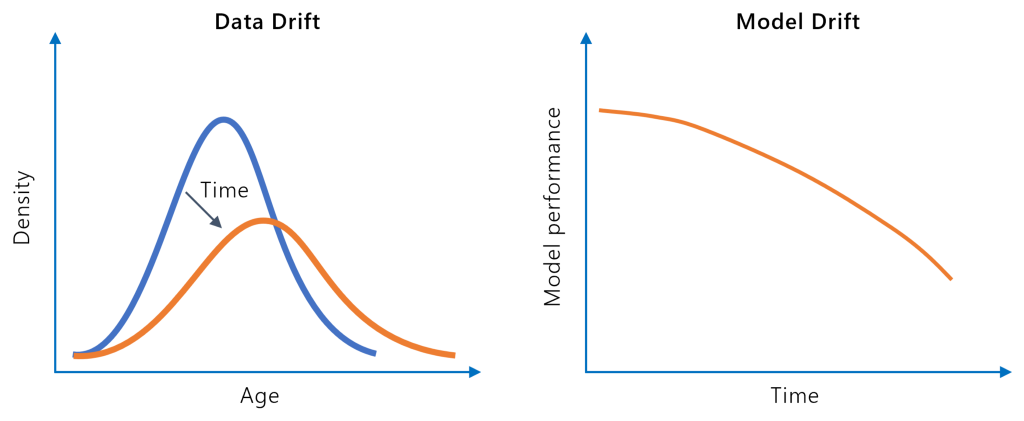 Data Drift
Density
Time
Age
Model Drift
Model performance
Time